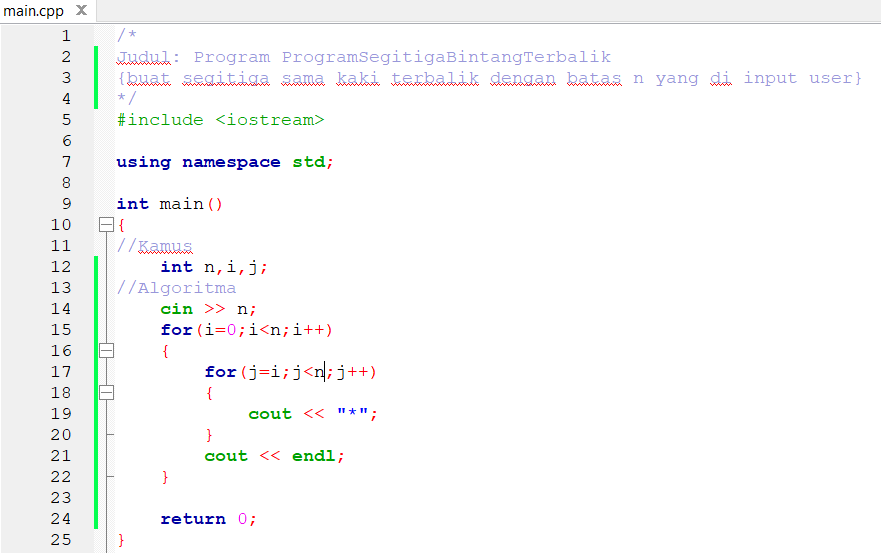 main.cpp X
1 /*
2 Judul: Program ProgramSegitigaBintangTerbalik
3 {buat segitiga sama kaki terbalik dengan batas n yang di input user}
4 */
5 #include <iostream>
6
7 using namespace std;
8
9 int main()
10 {
11 //Kamus
12     int n,i,j;
13 //Algoritma
14     cin >> n;
15     for(i=0;i<n;i++)
16     {
17         for(j=i;j<n;j++)
18         {
19             cout << "*";
20         }
21         cout << endl;
22     }
23
24     return 0;
25 }